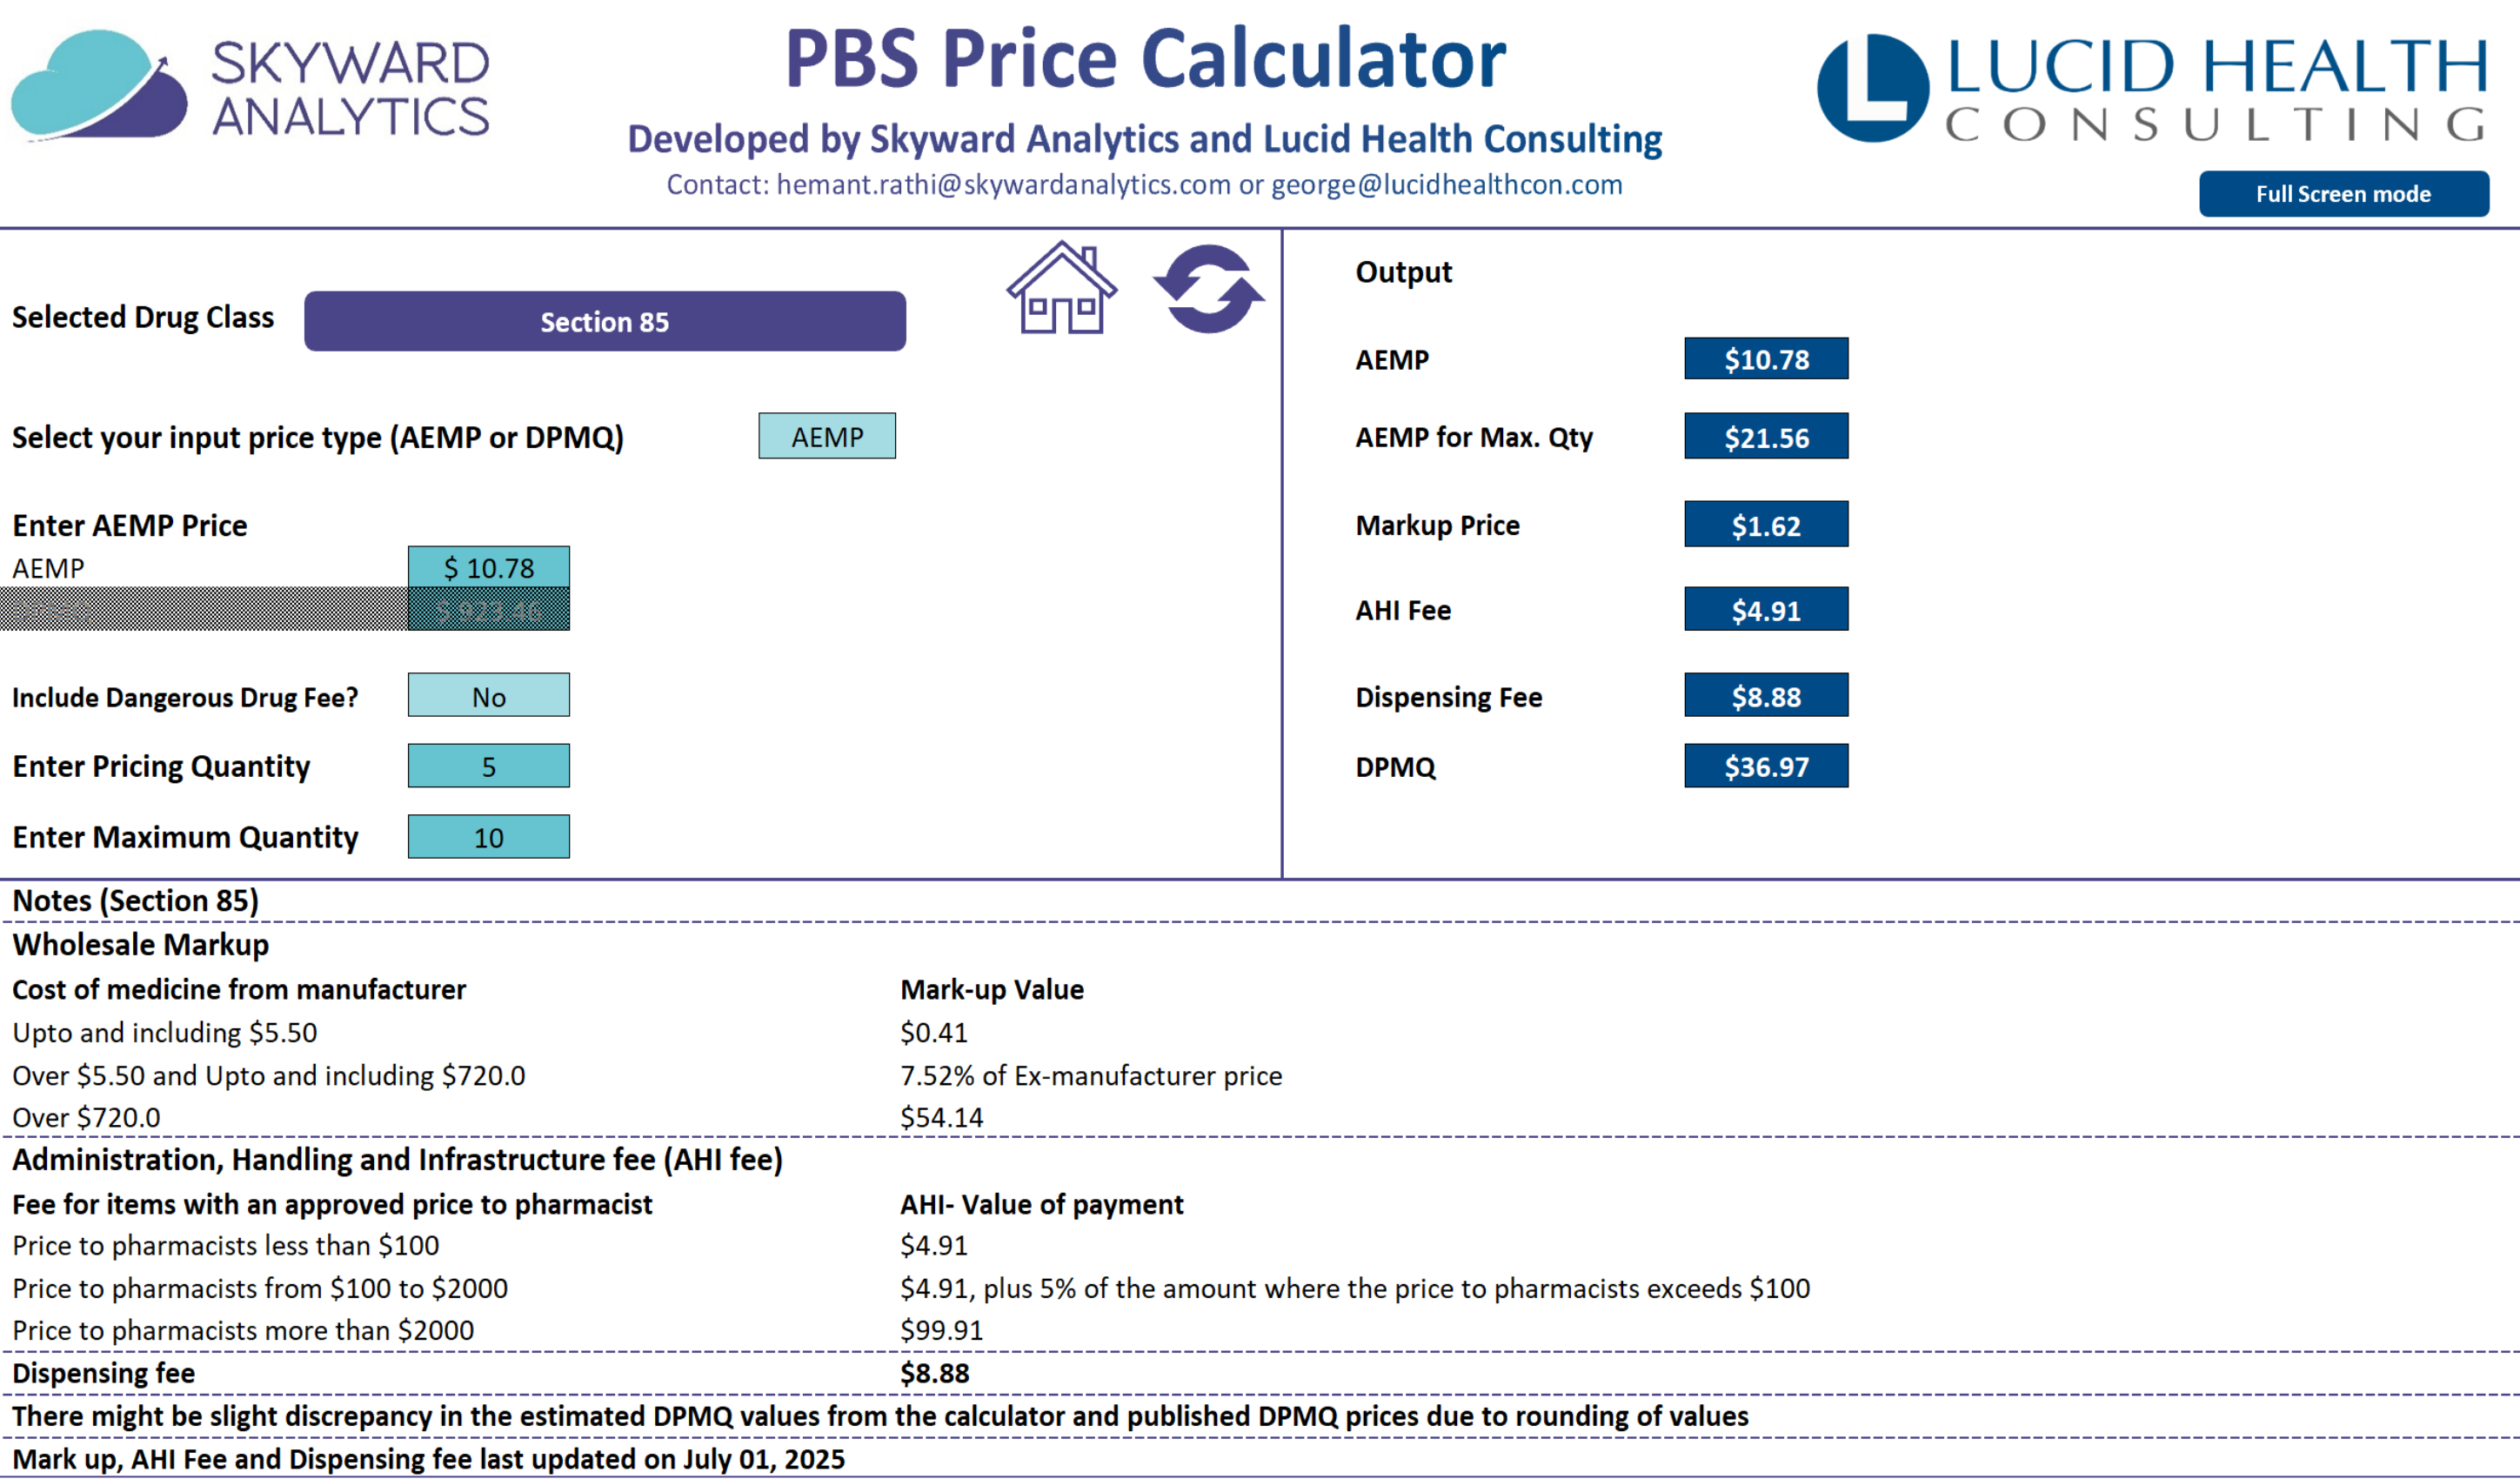 SKYWARD
ANALYTICS
PBS Price Calculator
Developed by Skyward Analytics and Lucid Health Consulting
Contact: hemant.rathi@skywardanalytics.com or george@lucidhealthcon.com
LUCID HEALTH
CONSULTING
Full Screen mode
Selected Drug Class
Section 85
Select your input price type (AEMP or DPMQ)
AEMP
Enter AEMP Price
AEMP
$ 10.78
$ 923.46
Include Dangerous Drug Fee?
No
Enter Pricing Quantity
5
Enter Maximum Quantity
10
Output
AEMP
$10.78
AEMP for Max. Qty
$21.56
Markup Price
$1.62
AHI Fee
$4.91
Dispensing Fee
$8.88
DPMQ
$36.97
Notes (Section 85)
Wholesale Markup
Cost of medicine from manufacturer
Mark-up Value
Upto and including $5.50
$0.41
Over $5.50 and Upto and including $720.0
7.52% of Ex-manufacturer price
Over $720.0
$54.14
Administration, Handling and Infrastructure fee (AHI fee)
Fee for items with an approved price to pharmacist
AHI- Value of payment
Price to pharmacists less than $100
$4.91
Price to pharmacists from $100 to $2000
$4.91, plus 5% of the amount where the price to pharmacists exceeds $100
Price to pharmacists more than $2000
$99.91
Dispensing fee
$8.88
There might be slight discrepancy in the estimated DPMQ values from the calculator and published DPMQ prices due to rounding of values
Mark up, AHI Fee and Dispensing fee last updated on July 01, 2025